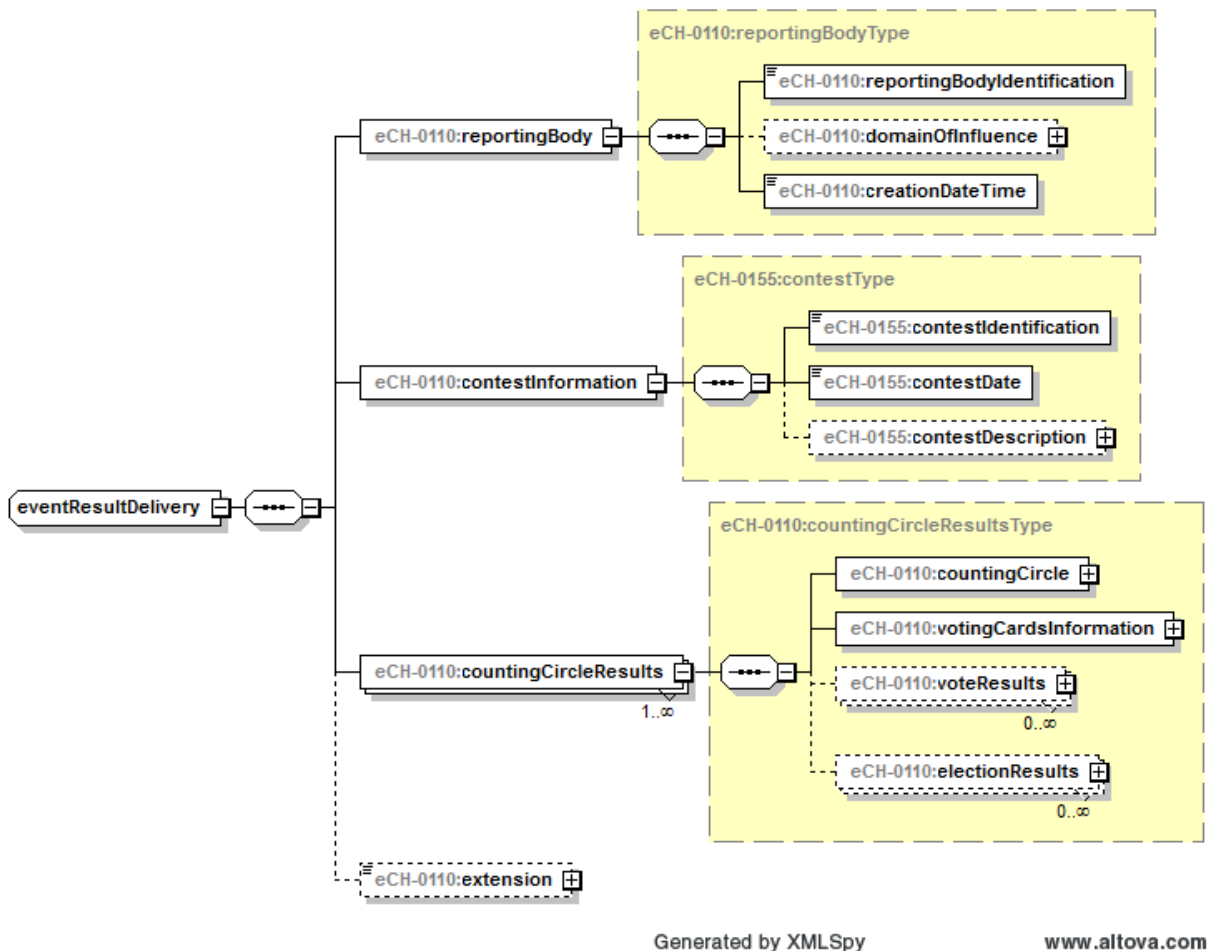 eCH-0110:reportingBodyType
eCH-0110:reportingBodyIdentification
eCH-0110:reportingBody
eCH-0110:domainOfInfluence
eCH-0110:creationDateTime
eCH-0155:contestType
eCH-0155:contestIdentification
eCH-0110:contestInformation
eCH-0155:contestDate
eCH-0155:contestDescription
eventResultDelivery
eCH-0110:countingCircleResultsType
eCH-0110:countingCircle
eCH-0110:votingCardsInformation
eCH-0110:countingCircleResults
1..∞
eCH-0110:voteResults
0..∞
eCH-0110:electionResults
0..∞
eCH-0110:extension
Generated by XMLSpy
www.altova.com